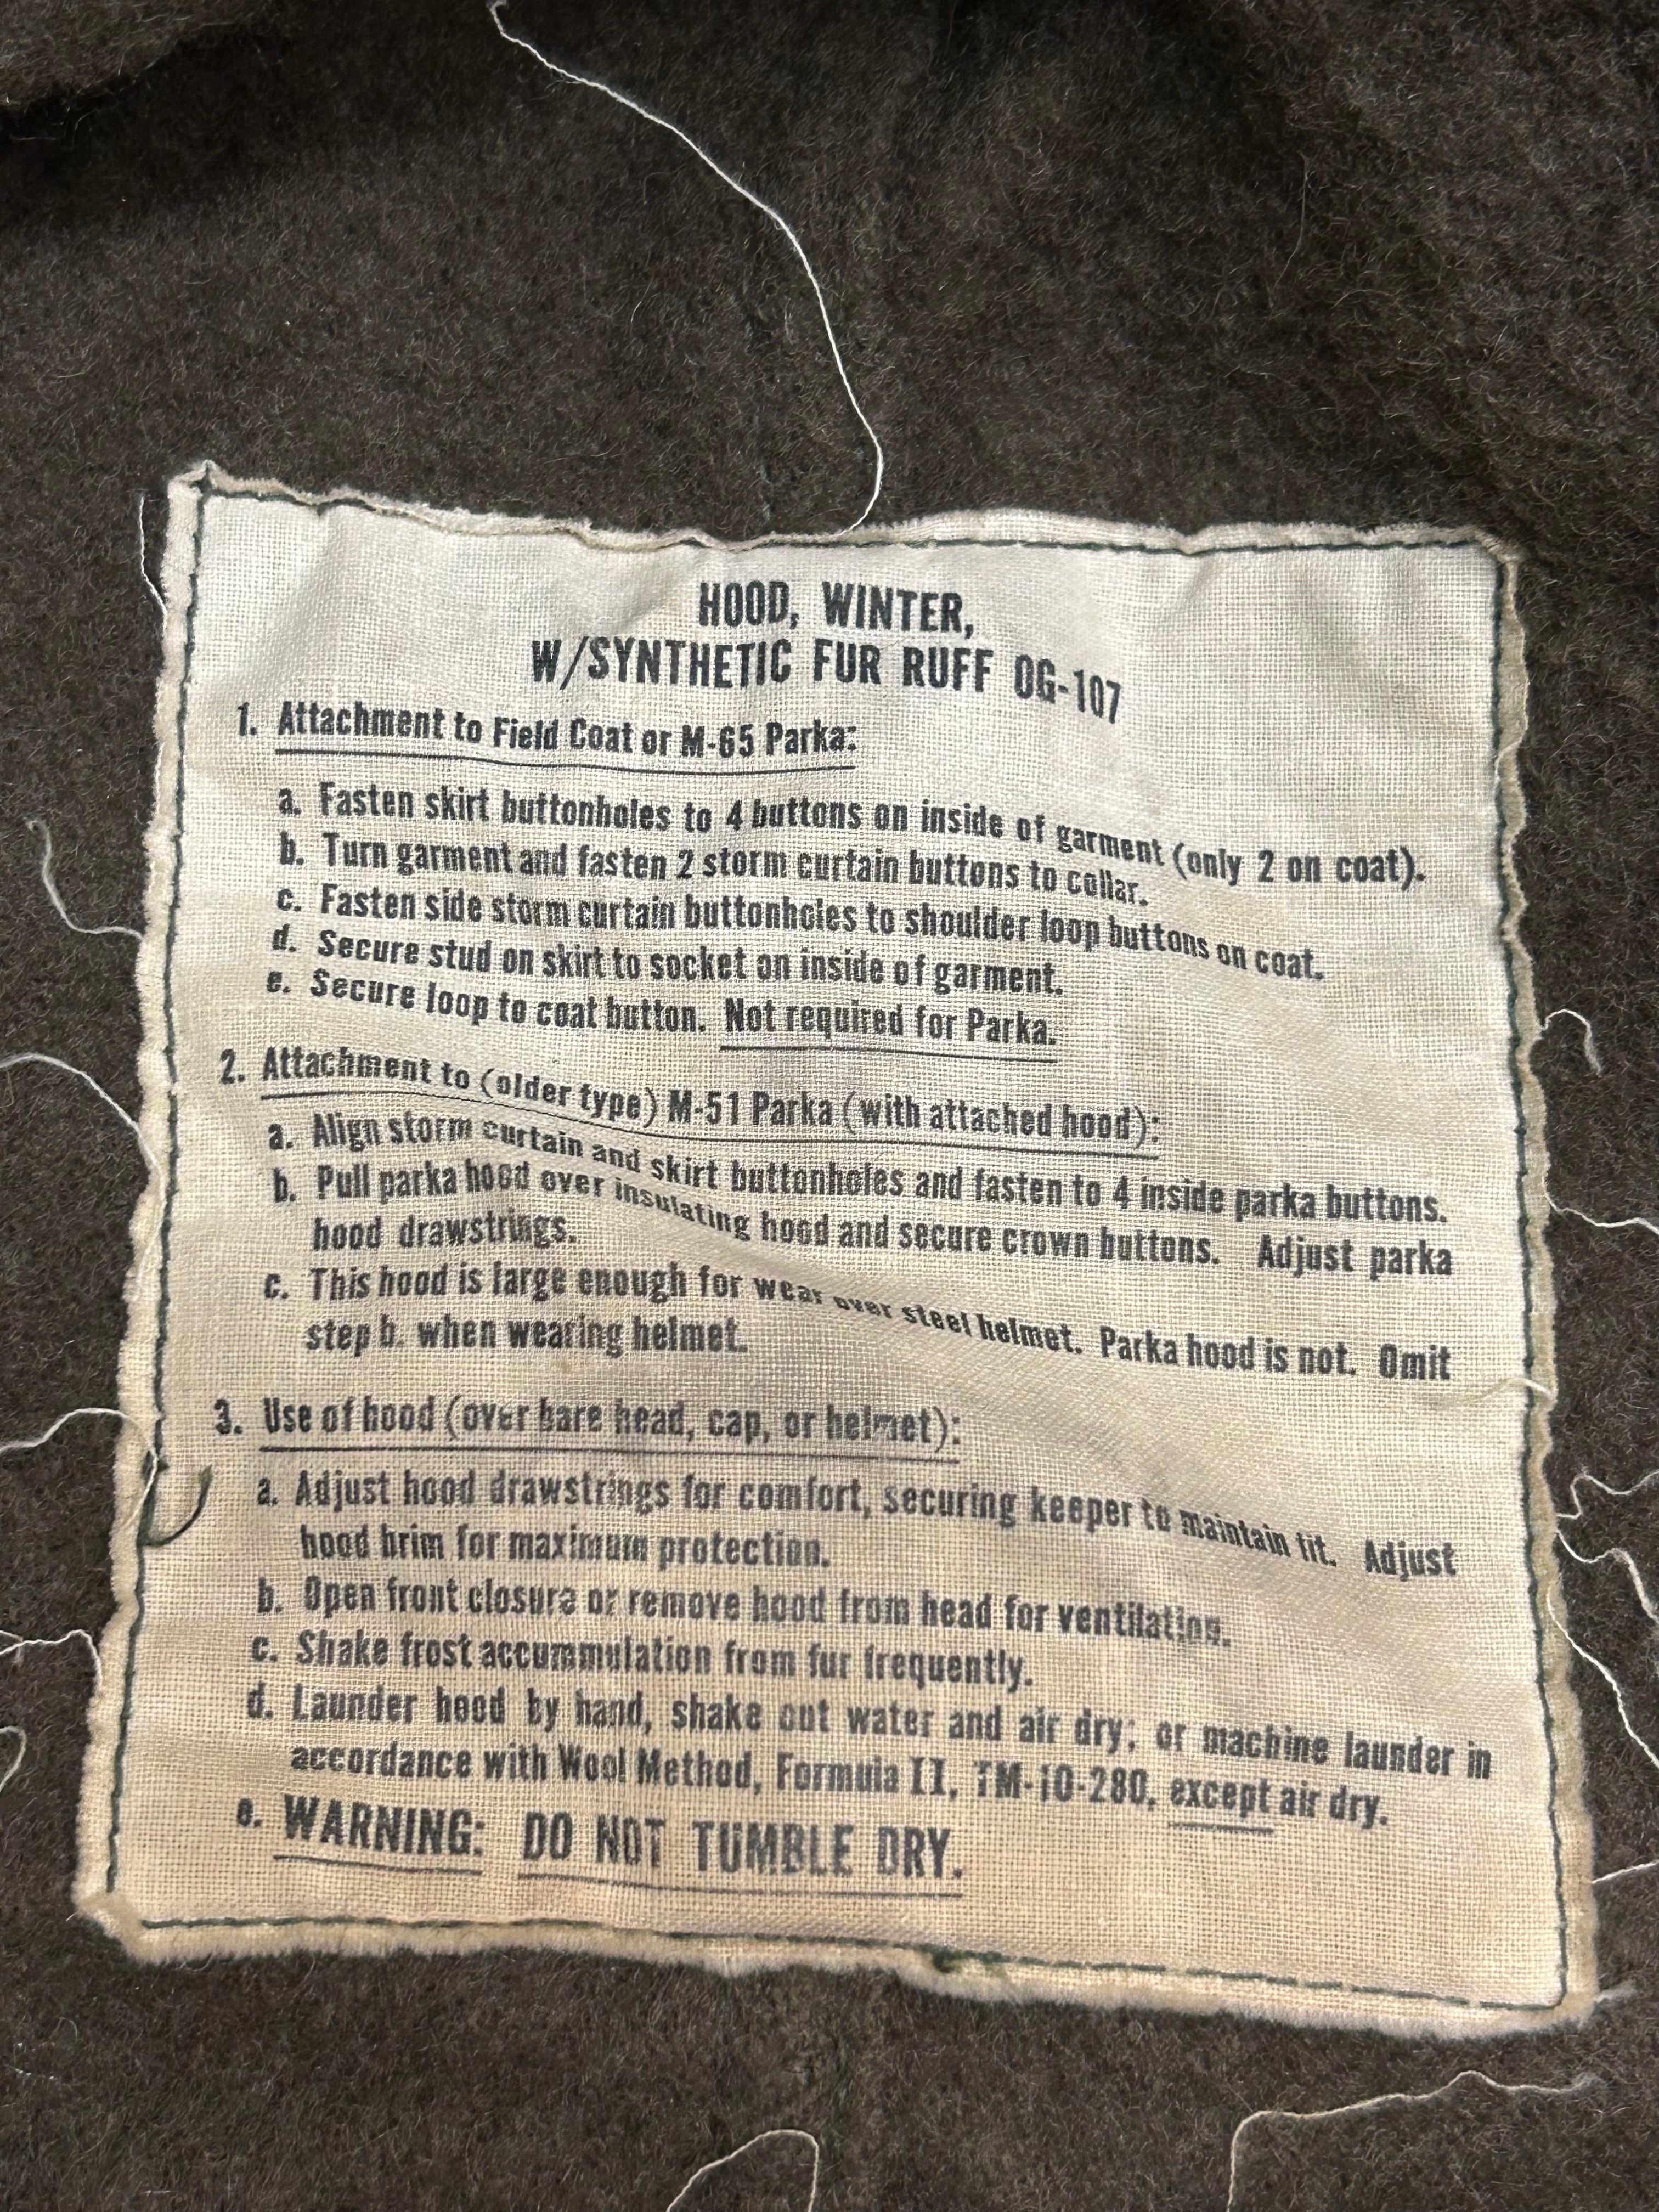 HOOD, WINTER,
W/SYNTHETIC FUR RUFF OG-107
1. Attachment to Field Coat or M-65 Parka:
a. Fasten skirt buttonholes to 4 buttons on inside of garment (only 2 on coat).
b. Turn garment and fasten 2 storm curtain buttons to collar.
c. Fasten side storm curtain buttonholes to shoulder loop buttons on coat.
d. Secure stud on skirt to socket on inside of garment.
e. Secure loop to coat button. Not required for Parka.
2. Attachment to (older type) M-51 Parka (with attached hood):
a. Align storm curtain and skirt buttonholes and fasten to 4 inside parka buttons.
b. Pull parka hood over insulating hood and secure crown buttons. Adjust parka
hood drawstrings.
c. This hood is large enough for wear over steel helmet. Parka hood is not. Omit
step b. when wearing helmet.
3. Use of hood (over bare head, cap, or helmet):
a. Adjust hood drawstrings for comfort, securing keeper to maintain fit. Adjust
hood brim for maximum protection.
b. Open front closure or remove hood from head for ventilation.
c. Shake frost accummulation from fur frequently.
d. Launder hood by hand, shake out water and air dry; or machine launder in
accordance with Wool Method, Formula II, TM-10-280, except air dry.
e. WARNING: DO NOT TUMBLE DRY.